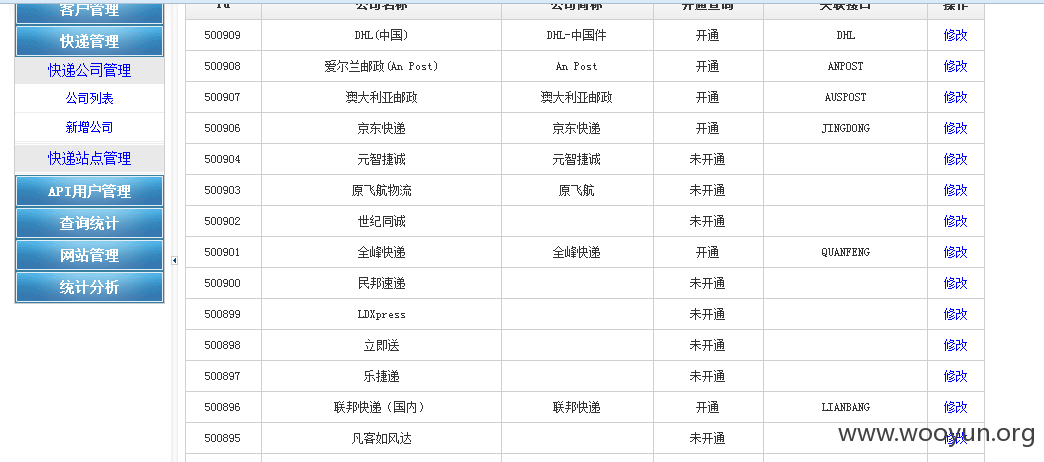 客户管理
快递管理
快递公司管理
公司列表
新增公司
快递站点管理
API用户管理
查询统计
网站管理
统计分析
Id 公司名称 公司简称 开通查询 关联接口 操作
500909 DHL(中国) DHL-中国件 开通 DHL 修改
500908 爱尔兰邮政(An Post) An Post 开通 ANPOST 修改
500907 澳大利亚邮政 澳大利亚邮政 开通 AUSPOST 修改
500906 京东快递 京东快递 开通 JINGDONG 修改
500904 元智捷诚 元智捷诚 未开通 修改
500903 原飞航物流 原飞航 未开通 修改
500902 世纪同诚 未开通 修改
500901 全峰快递 全峰快递 开通 QUANFENG 修改
500900 民邦速递 未开通 修改
500899 LDXpress 未开通 修改
500898 立即送 未开通 修改
500897 乐捷递 未开通 修改
500896 联邦快递（国内） 联邦快递 开通 LIANBANG 修改
500895 凡客如风达 未开通 修改
www.wooyun.org